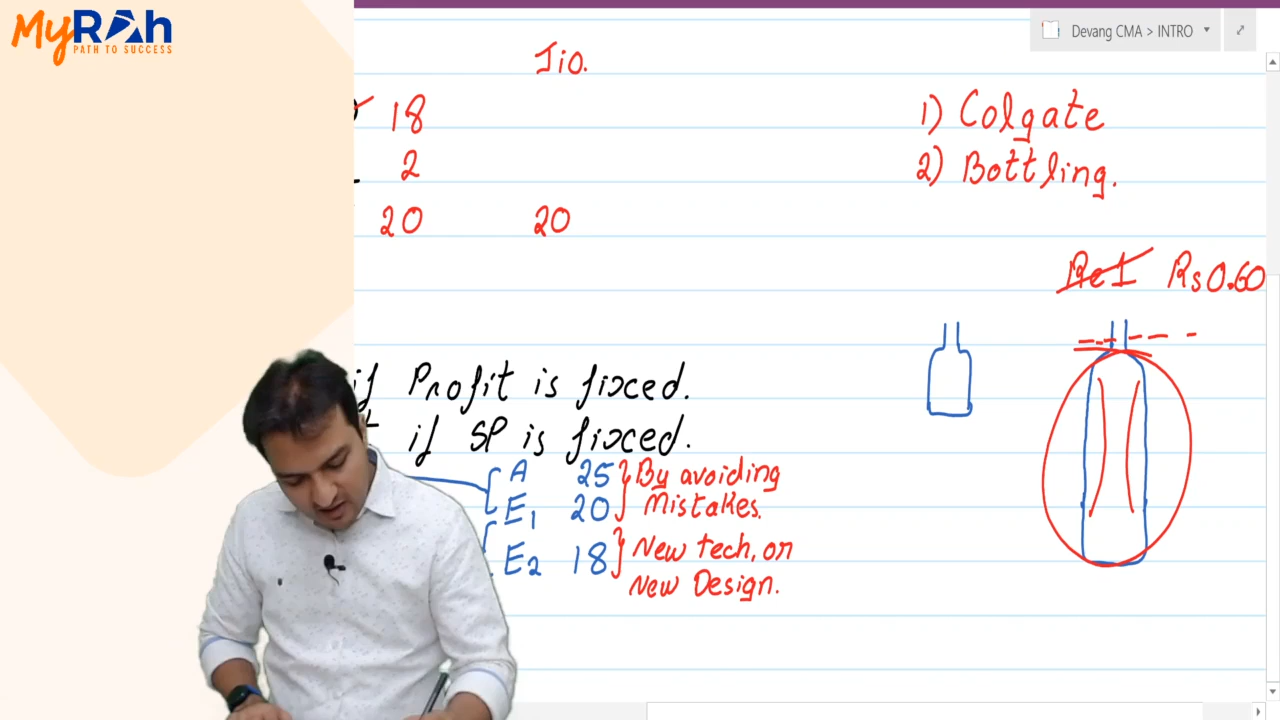 MyRAh
PATH TO SUCCESS
Devang CMA > INTRO
Jio.
18
2
20 20
1) Colgate
2) Bottling.
Re 1 Rs 0.60
if Profit is fixed.
if SP is fixed.
A 25 } By avoiding
E1 20 Mistakes.
E2 18 } New tech, or
New Design.